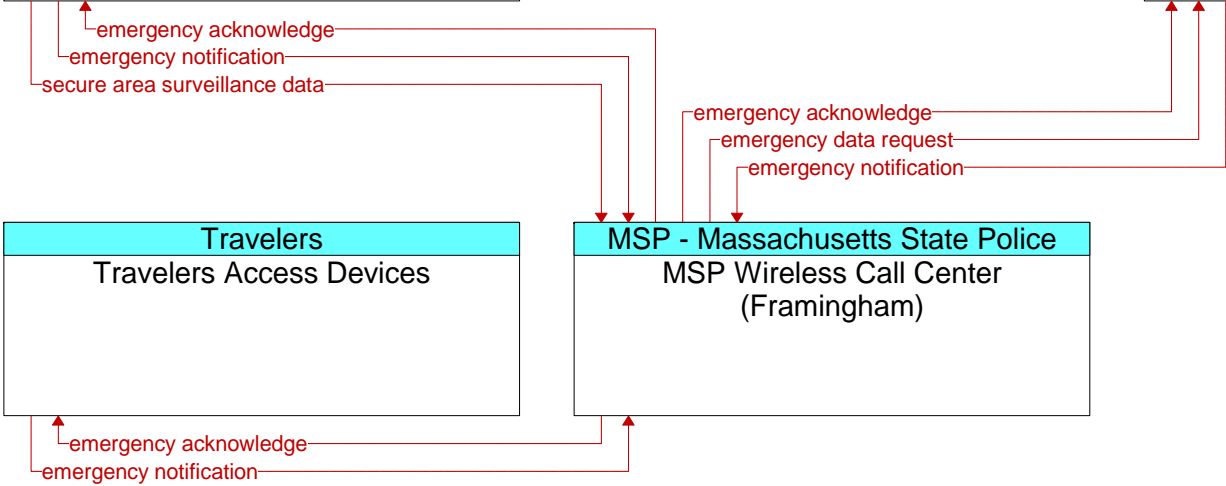 emergency acknowledge
emergency notification
secure area surveillance data
emergency acknowledge
emergency data request
emergency notification
Travelers
Travelers Access Devices
MSP - Massachusetts State Police
MSP Wireless Call Center
(Framingham)
emergency acknowledge
emergency notification